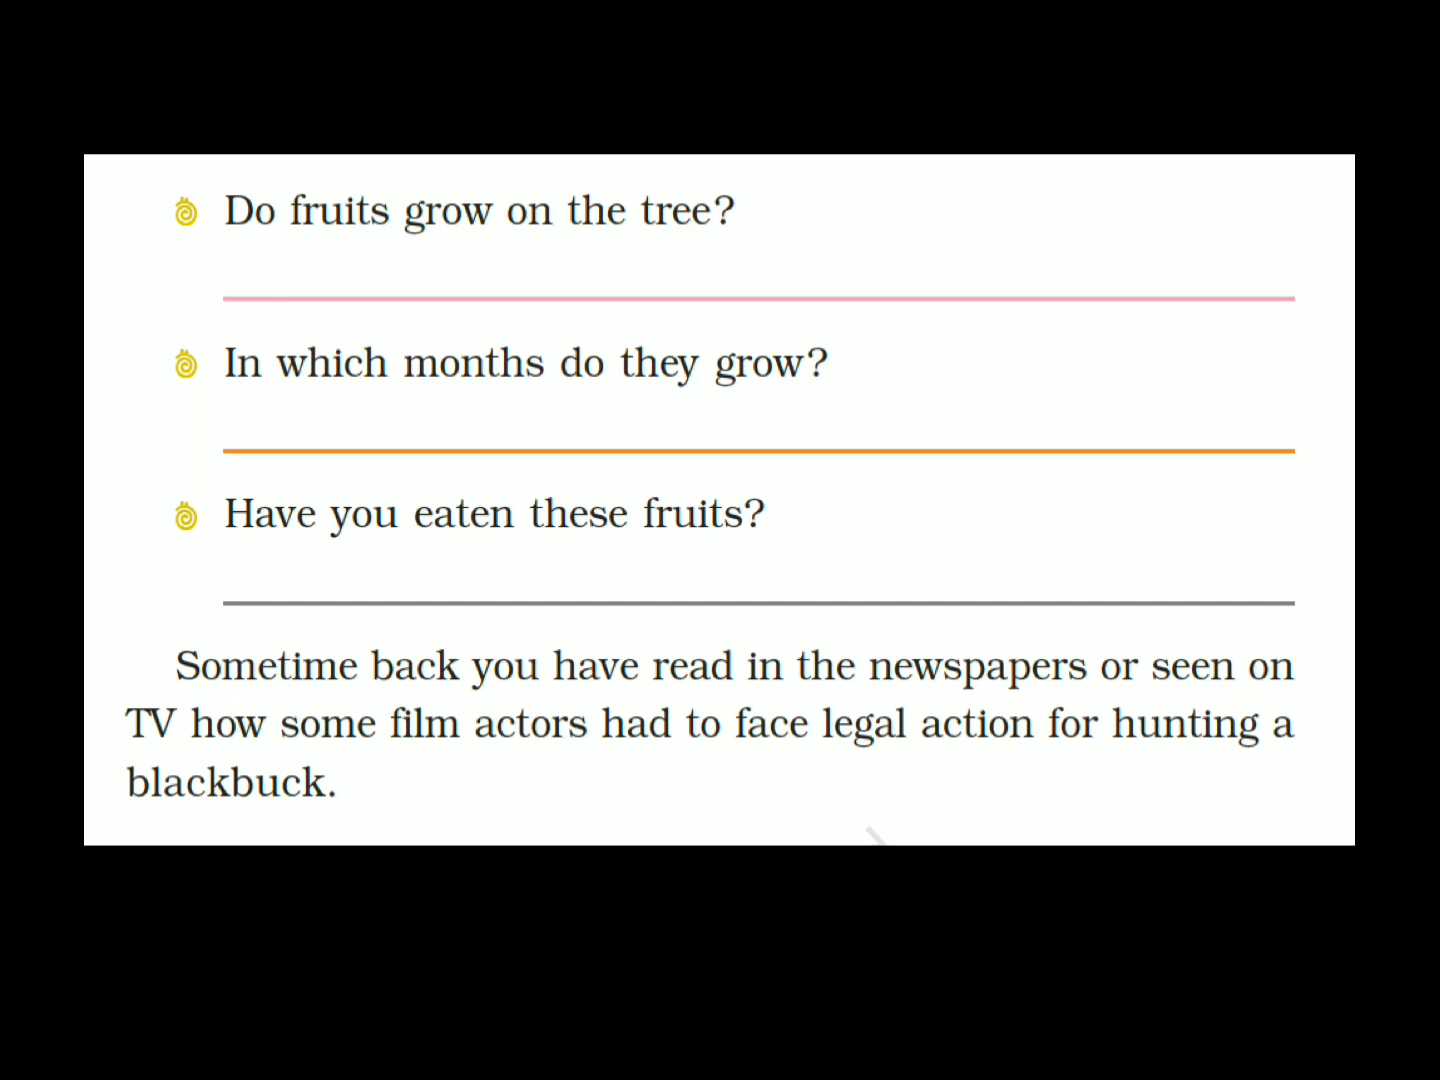 Do fruits grow on the tree?
In which months do they grow?
Have you eaten these fruits?
Sometime back you have read in the newspapers or seen on
TV how some film actors had to face legal action for hunting a
blackbuck.